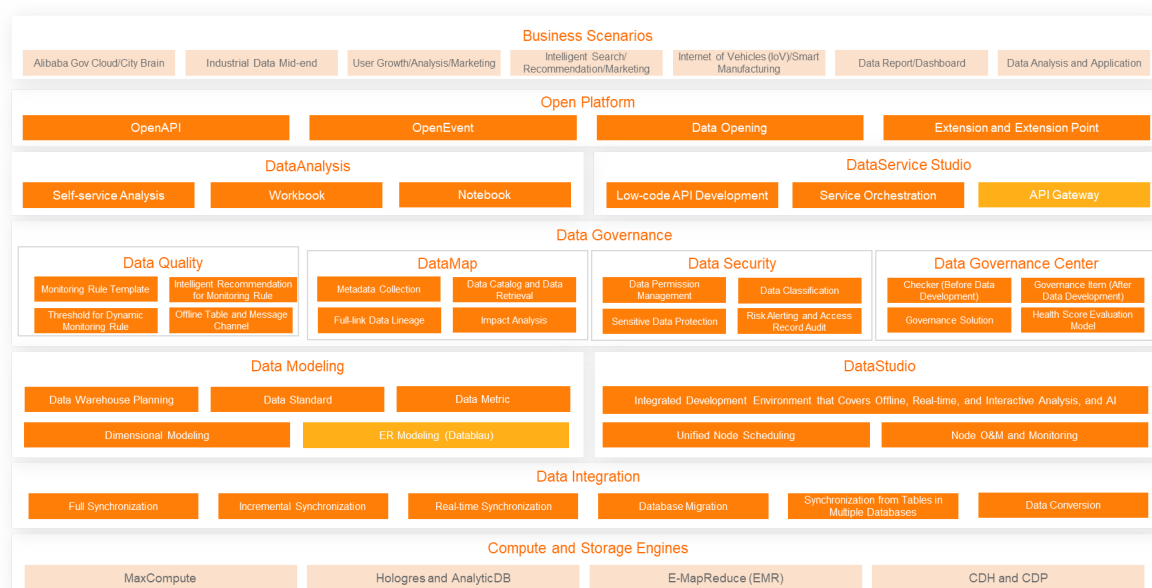 Business Scenarios
Alibaba Gov Cloud/City Brain
Industrial Data Mid-end
User Growth/Analysis/Marketing
Intelligent Search/
Recommendation/Marketing
Internet of Vehicles (IoV)/Smart
Manufacturing
Data Report/Dashboard
Data Analysis and Application
Open Platform
OpenAPI
OpenEvent
Data Opening
Extension and Extension Point
DataAnalysis
Self-service Analysis
Workbook
Notebook
DataService Studio
Low-code API Development
Service Orchestration
API Gateway
Data Governance
Data Quality
Monitoring Rule Template
Intelligent Recommendation
for Monitoring Rule
Threshold for Dynamic
Monitoring Rule
Offline Table and Message
Channel
DataMap
Metadata Collection
Data Catalog and Data
Retrieval
Full-link Data Lineage
Impact Analysis
Data Security
Data Permission
Management
Data Classification
Sensitive Data Protection
Risk Alerting and Access
Record Audit
Data Governance Center
Checker (Before Data
Development)
Governance Item (After
Data Development)
Governance Solution
Health Score Evaluation
Model
Data Modeling
Data Warehouse Planning
Data Standard
Data Metric
Dimensional Modeling
ER Modeling (Datablau)
DataStudio
Integrated Development Environment that Covers Offline, Real-time, and Interactive Analysis, and AI
Unified Node Scheduling
Node O&M and Monitoring
Data Integration
Full Synchronization
Incremental Synchronization
Real-time Synchronization
Database Migration
Synchronization from Tables in
Multiple Databases
Data Conversion
Compute and Storage Engines
MaxCompute
Hologres and AnalyticDB
E-MapReduce (EMR)
CDH and CDP